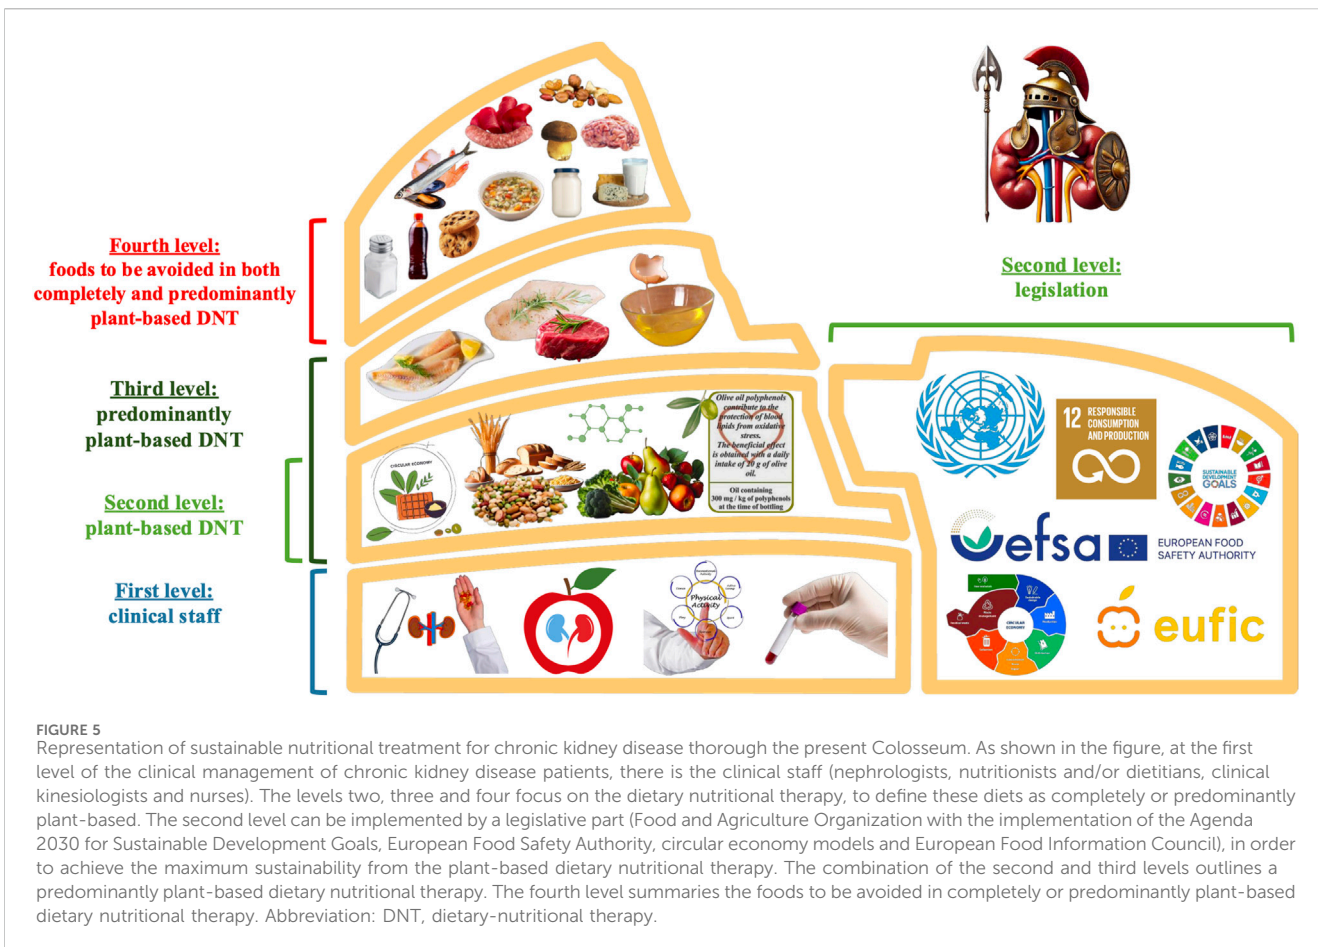 Fourth level:
foods to be avoided in both
completely and predominantly
plant-based DNT
Third level:
predominantly
plant-based DNT
Second level:
plant-based DNT
First level:
clinical staff
CIRCULAR ECONOMY
Olive oil polyphenols
contribute to the
protection of blood
lipids from oxidative
stress.
The beneficial effect
is obtained with a daily
intake of 20 g of olive
oil.
Oil containing
300 mg / kg of polyphenols
at the time of bottling
Physical
Activity
Second level:
legislation
12 RESPONSIBLE
CONSUMPTION
AND PRODUCTION
SUSTAINABLE
DEVELOPMENT
GOALS
efsa
EUROPEAN FOOD
SAFETY AUTHORITY
CIRCULAR
ECONOMY
eufic
FIGURE 5
Representation of sustainable nutritional treatment for chronic kidney disease thorough the present Colosseum. As shown in the figure, at the first
level of the clinical management of chronic kidney disease patients, there is the clinical staff (nephrologists, nutritionists and/or dietitians, clinical
kinesiologists and nurses). The levels two, three and four focus on the dietary nutritional therapy, to define these diets as completely or predominantly
plant-based. The second level can be implemented by a legislative part (Food and Agriculture Organization with the implementation of the Agenda
2030 for Sustainable Development Goals, European Food Safety Authority, circular economy models and European Food Information Council), in order
to achieve the maximum sustainability from the plant-based dietary nutritional therapy. The combination of the second and third levels outlines a
predominantly plant-based dietary nutritional therapy. The fourth level summaries the foods to be avoided in completely or predominantly plant-based
dietary nutritional therapy. Abbreviation: DNT, dietary-nutritional therapy.